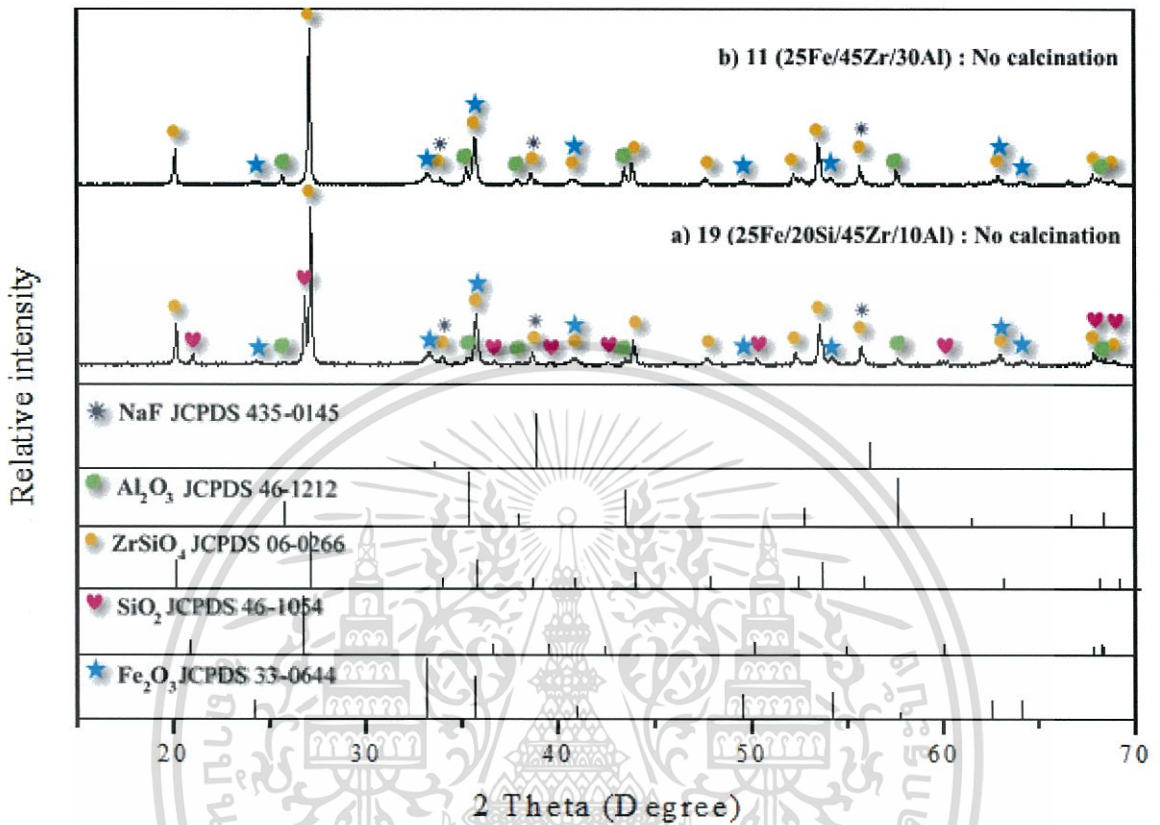 b) 11 (25Fe/45Zr/30Al) : No calcination
a) 19 (25Fe/20Si/45Zr/10Al) : No calcination
Relative intensity
NaF JCPDS 435-0145
Al₂O₃ JCPDS 46-1212
ZrSiO₄ JCPDS 06-0266
SiO₂ JCPDS 46-1054
Fe₂O₃ JCPDS 33-0644
20 30 40 50 60 70
2 Theta (Degree)